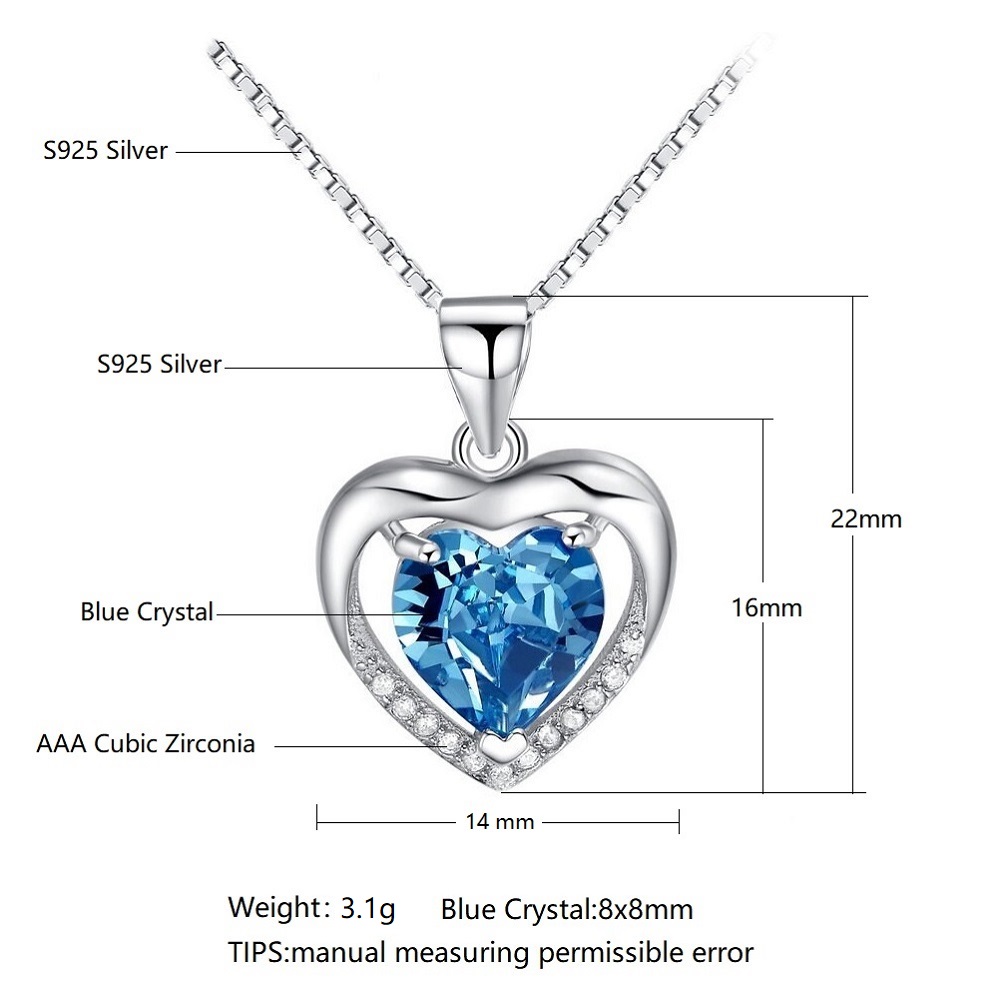 S925 Silver
S925 Silver
22mm
16mm
Blue Crystal
AAA Cubic Zirconia
14 mm
Weight: 3.1g Blue Crystal:8x8mm
TIPS:manual measuring permissible error